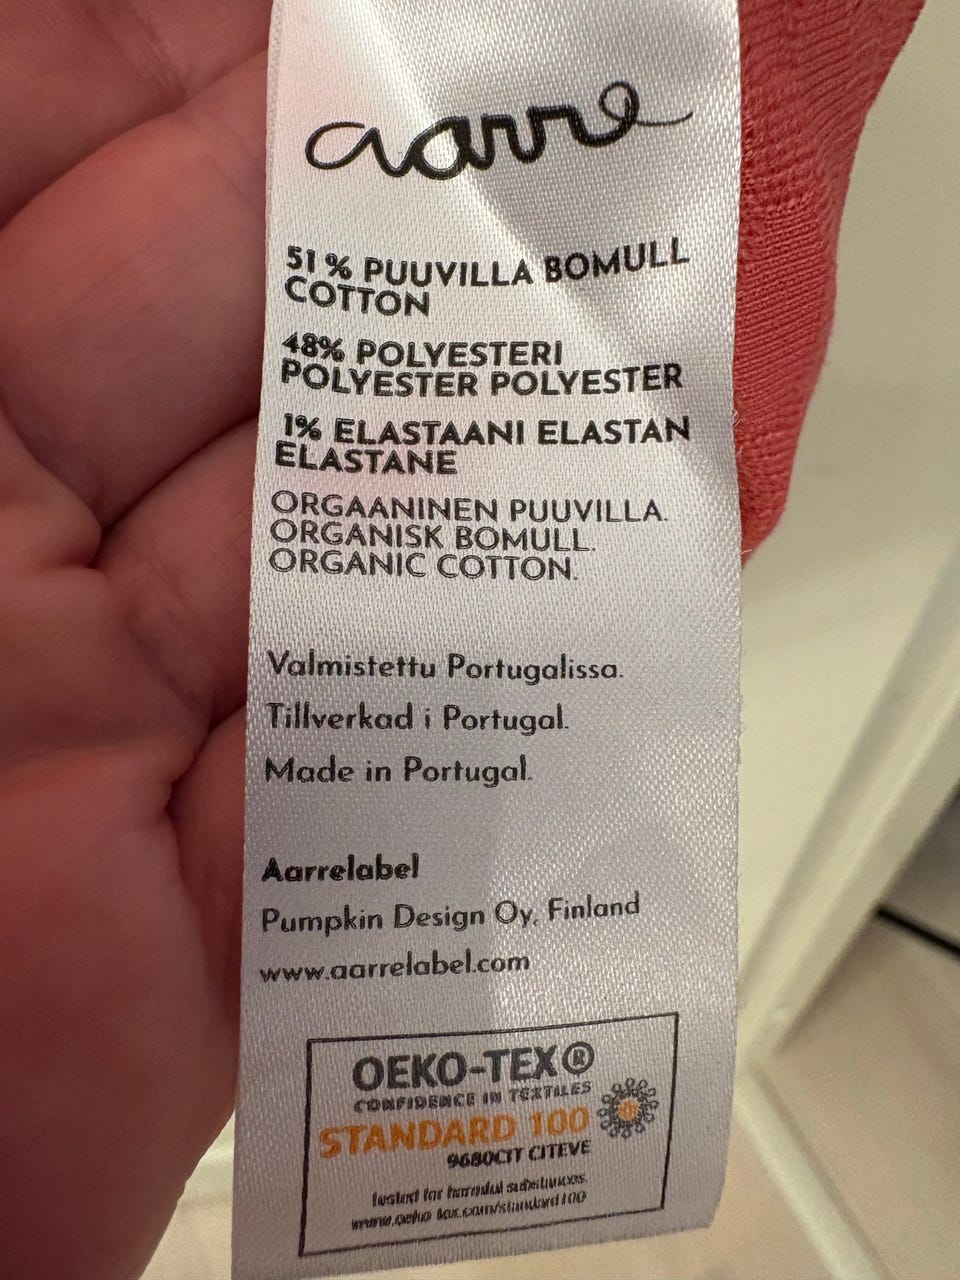 aarre
51 % PUUVILLA BOMULL
COTTON
48% POLYESTERI
POLYESTER POLYESTER
1% ELASTAANI ELASTAN
ELASTANE
ORGAANINEN PUUVILLA.
ORGANISK BOMULL.
ORGANIC COTTON.
Valmistettu Portugalissa.
Tillverkad i Portugal.
Made in Portugal.
Aarrelabel
Pumpkin Design Oy, Finland
www.aarrelabel.com
OEKO-TEX®
CONFIDENCE IN TEXTILES
STANDARD 100
9680CIT CITEVE
Tested for harmful substances.
www.oeko-tex.com/standard100